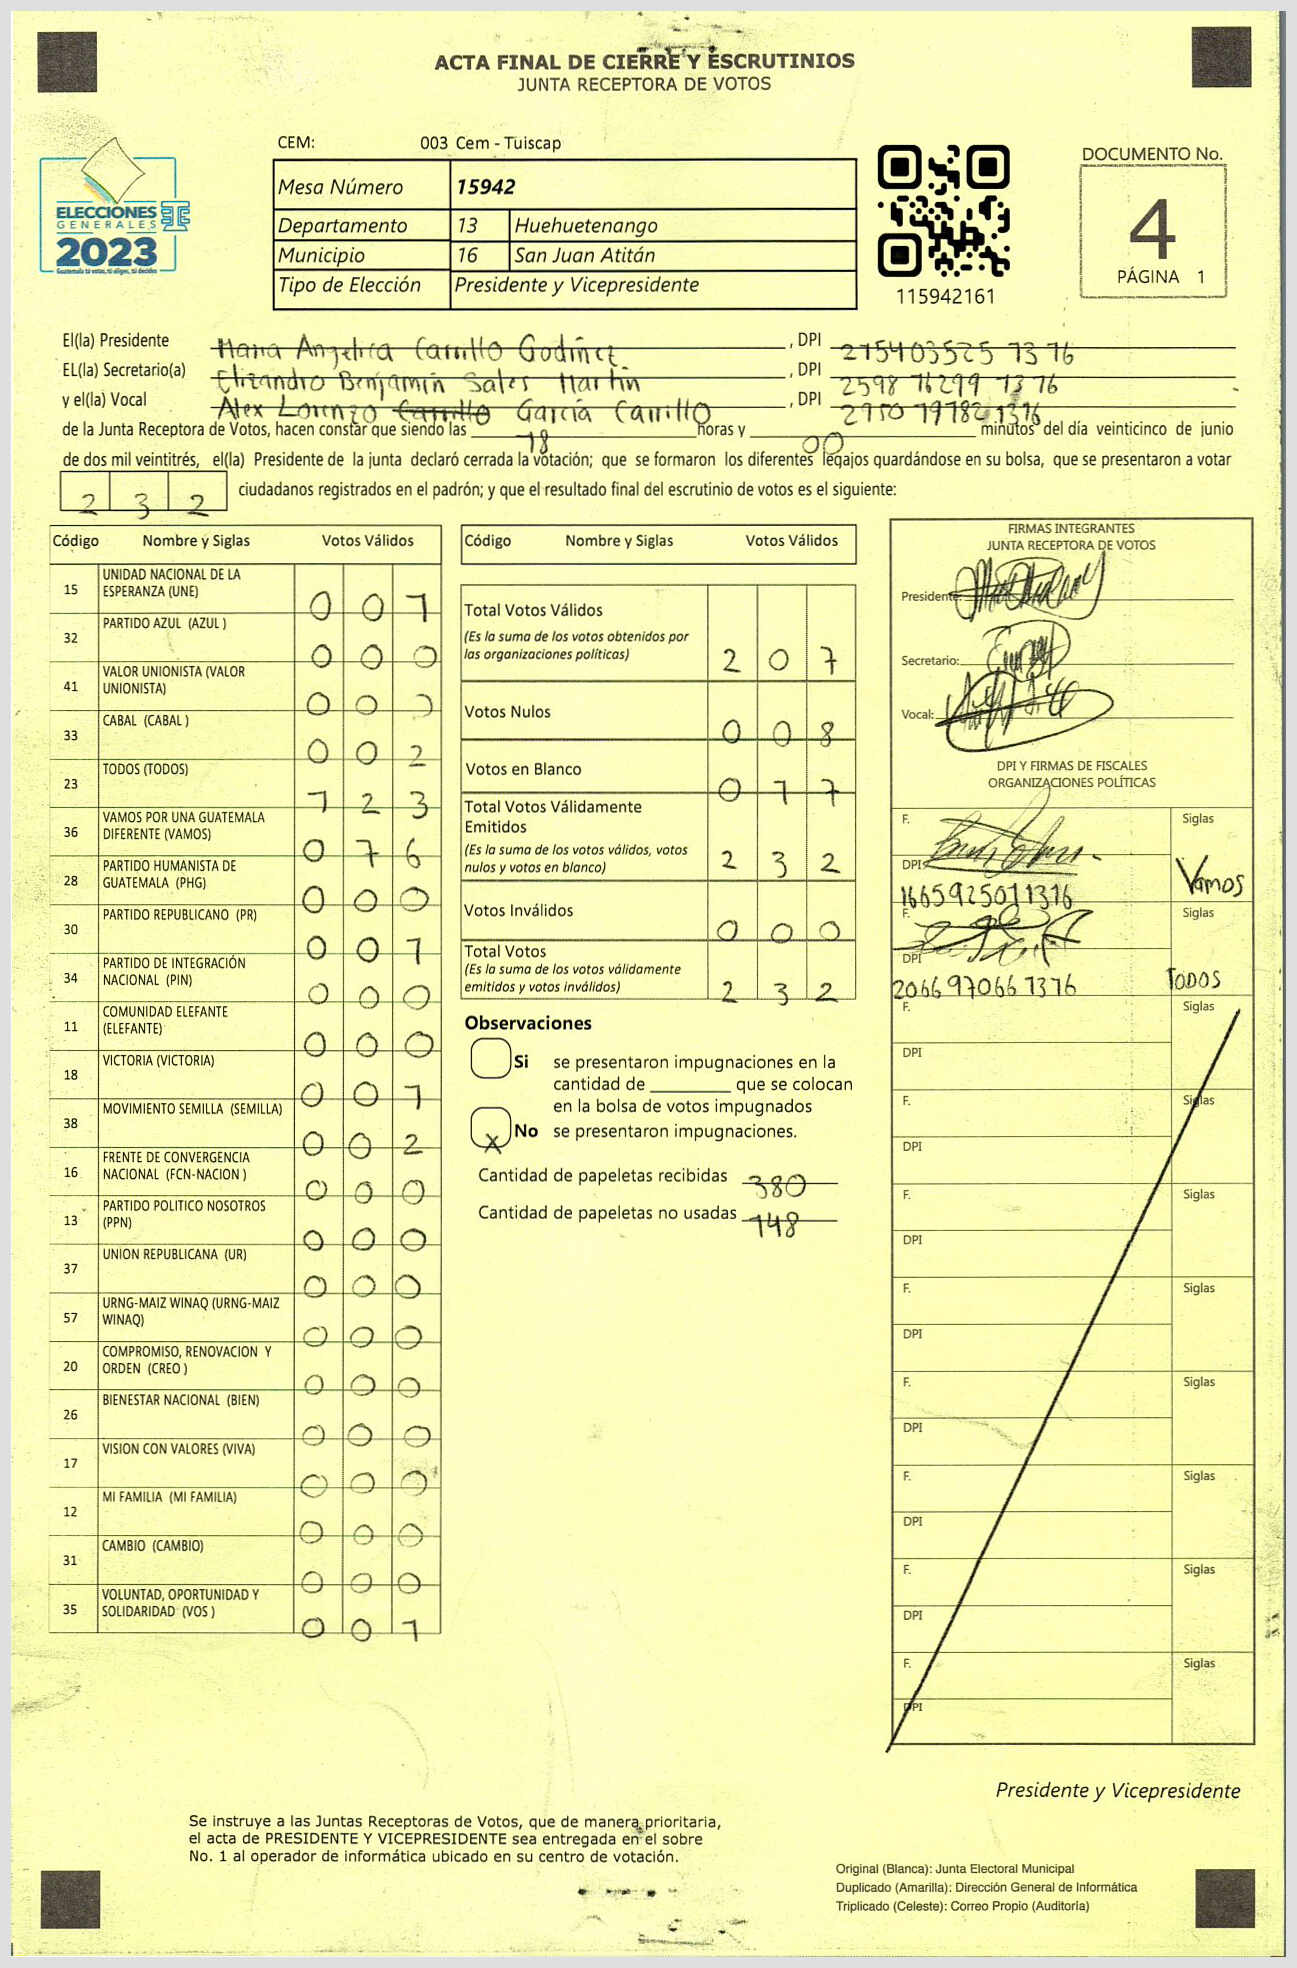 ACTA FINAL DE CIERRE Y ESCRUTINIOS
JUNTA RECEPTORA DE VOTOS
ELECCIONES
GENERALES
2023
Guatemala tú votas, tú eliges, tú decides
CEM: 003 Cem - Tuiscap
Mesa Número 15942
Departamento 13 Huehuetenango
Municipio 16 San Juan Atitán
Tipo de Elección Presidente y Vicepresidente
115942161
DOCUMENTO No.
4
PÁGINA 1
El(la) Presidente Maria Angelica Carrillo Godínez, DPI 215403525 1316
EL(la) Secretario(a) Elizandro Benjamín Sales Martín, DPI 2598 76299 1316
y el(la) Vocal Alex Lorenzo Carrillo García Carrillo, DPI 2950 79782 1316
de la Junta Receptora de Votos, hacen constar que siendo las 18 horas y 00 minutos del día veinticinco de junio
de dos mil veintitrés, el(la) Presidente de la junta declaró cerrada la votación; que se formaron los diferentes legajos guardándose en su bolsa, que se presentaron a votar
232 ciudadanos registrados en el padrón; y que el resultado final del escrutinio de votos es el siguiente:
Código Nombre y Siglas Votos Válidos
15 UNIDAD NACIONAL DE LA ESPERANZA (UNE) 0 0 1
32 PARTIDO AZUL (AZUL ) 0 0 0
41 VALOR UNIONISTA (VALOR UNIONISTA) 0 0 0
33 CABAL (CABAL ) 0 0 2
23 TODOS (TODOS) 1 2 3
36 VAMOS POR UNA GUATEMALA DIFERENTE (VAMOS) 0 7 6
28 PARTIDO HUMANISTA DE GUATEMALA (PHG) 0 0 0
30 PARTIDO REPUBLICANO (PR) 0 0 1
34 PARTIDO DE INTEGRACIÓN NACIONAL (PIN) 0 0 0
11 COMUNIDAD ELEFANTE (ELEFANTE) 0 0 0
18 VICTORIA (VICTORIA) 0 0 1
38 MOVIMIENTO SEMILLA (SEMILLA) 0 0 2
16 FRENTE DE CONVERGENCIA NACIONAL (FCN-NACION ) 0 0 0
13 PARTIDO POLITICO NOSOTROS (PPN) 0 0 0
37 UNION REPUBLICANA (UR) 0 0 0
57 URNG-MAIZ WINAQ (URNG-MAIZ WINAQ) 0 0 0
20 COMPROMISO, RENOVACION Y ORDEN (CREO ) 0 0 0
26 BIENESTAR NACIONAL (BIEN) 0 0 0
17 VISION CON VALORES (VIVA) 0 0 0
12 MI FAMILIA (MI FAMILIA) 0 0 0
31 CAMBIO (CAMBIO) 0 0 0
35 VOLUNTAD, OPORTUNIDAD Y SOLIDARIDAD (VOS ) 0 0 1
Código Nombre y Siglas Votos Válidos
Total Votos Válidos
(Es la suma de los votos obtenidos por
las organizaciones políticas) 2 0 7
Votos Nulos 0 0 8
Votos en Blanco 0 1 7
Total Votos Válidamente
Emitidos
(Es la suma de los votos válidos, votos
nulos y votos en blanco) 2 3 2
Votos Inválidos 0 0 0
Total Votos
(Es la suma de los votos válidamente
emitidos y votos inválidos) 2 3 2
Observaciones
Si se presentaron impugnaciones en la
cantidad de ________ que se colocan
en la bolsa de votos impugnados
X No se presentaron impugnaciones.
Cantidad de papeletas recibidas 380
Cantidad de papeletas no usadas 148
FIRMAS INTEGRANTES
JUNTA RECEPTORA DE VOTOS
Presidente:
Secretario:
Vocal:
DPI Y FIRMAS DE FISCALES
ORGANIZACIONES POLÍTICAS
F. Siglas
DPI Vamos
1665925011316
F. Siglas
DPI
2066 97066 1316 TODOS
F. Siglas
DPI
F. Siglas
DPI
F. Siglas
DPI
F. Siglas
DPI
F. Siglas
DPI
F. Siglas
DPI
F. Siglas
DPI
F. Siglas
DPI
Presidente y Vicepresidente
Se instruye a las Juntas Receptoras de Votos, que de manera prioritaria,
el acta de PRESIDENTE Y VICEPRESIDENTE sea entregada en el sobre
No. 1 al operador de informática ubicado en su centro de votación.
Original (Blanca): Junta Electoral Municipal
Duplicado (Amarilla): Dirección General de Informática
Triplicado (Celeste): Correo Propio (Auditoría)